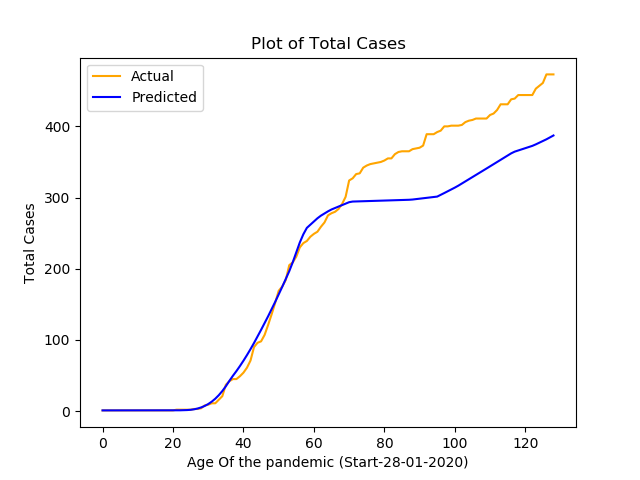 Plot of Total Cases
Actual
Predicted
Total Cases
400
300
200
100
0
0 20 40 60 80 100 120
Age Of the pandemic (Start-28-01-2020)